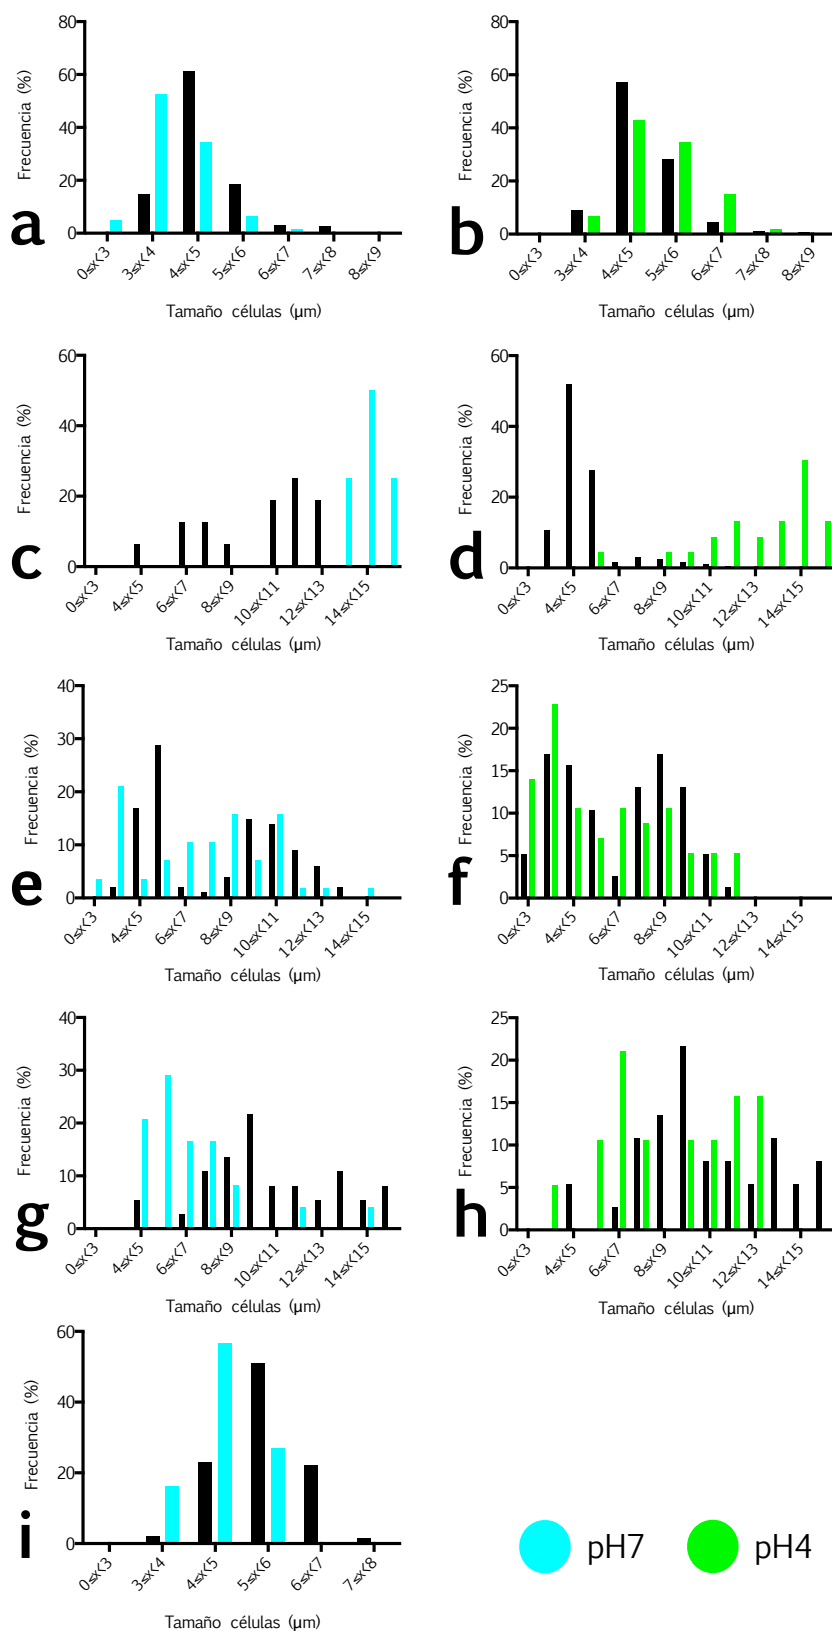 80
60
40
20
0
Frecuencia (%)
0≤x<3
3≤x<4
4≤x<5
5≤x<6
6≤x<7
7≤x<8
8≤x<9
Tamaño células (µm)
a
80
60
40
20
0
Frecuencia (%)
0≤x<3
3≤x<4
4≤x<5
5≤x<6
6≤x<7
7≤x<8
8≤x<9
Tamaño células (µm)
b
60
40
20
0
Frecuencia (%)
0≤x<3
4≤x<5
6≤x<7
8≤x<9
10≤x<11
12≤x<13
14≤x<15
Tamaño células (µm)
c
60
40
20
0
Frecuencia (%)
0≤x<3
4≤x<5
6≤x<7
8≤x<9
10≤x<11
12≤x<13
14≤x<15
Tamaño células (µm)
d
40
30
20
10
0
Frecuencia (%)
0≤x<3
4≤x<5
6≤x<7
8≤x<9
10≤x<11
12≤x<13
14≤x<15
Tamaño células (µm)
e
25
20
15
10
5
0
Frecuencia (%)
0≤x<3
4≤x<5
6≤x<7
8≤x<9
10≤x<11
12≤x<13
14≤x<15
Tamaño células (µm)
f
40
30
20
10
0
Frecuencia (%)
0≤x<3
4≤x<5
6≤x<7
8≤x<9
10≤x<11
12≤x<13
14≤x<15
Tamaño células (µm)
g
25
20
15
10
5
0
Frecuencia (%)
0≤x<3
4≤x<5
6≤x<7
8≤x<9
10≤x<11
12≤x<13
14≤x<15
Tamaño células (µm)
h
60
40
20
0
Frecuencia (%)
0≤x<3
3≤x<4
4≤x<5
5≤x<6
6≤x<7
7≤x<8
Tamaño células (µm)
i
pH7
pH4